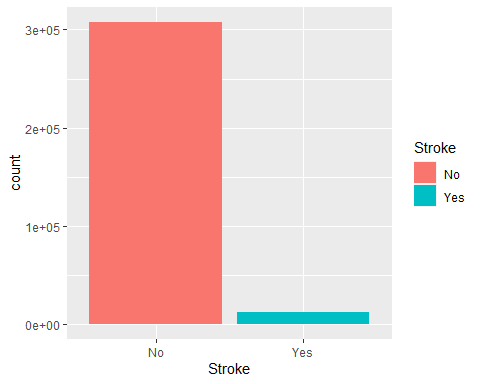 3e+05
2e+05
1e+05
0e+00
count
No
Yes
Stroke
Stroke
No
Yes